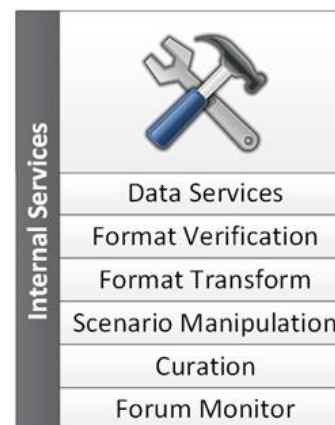 Internal Services
Data Services
Format Verification
Format Transform
Scenario Manipulation
Curation
Forum Monitor